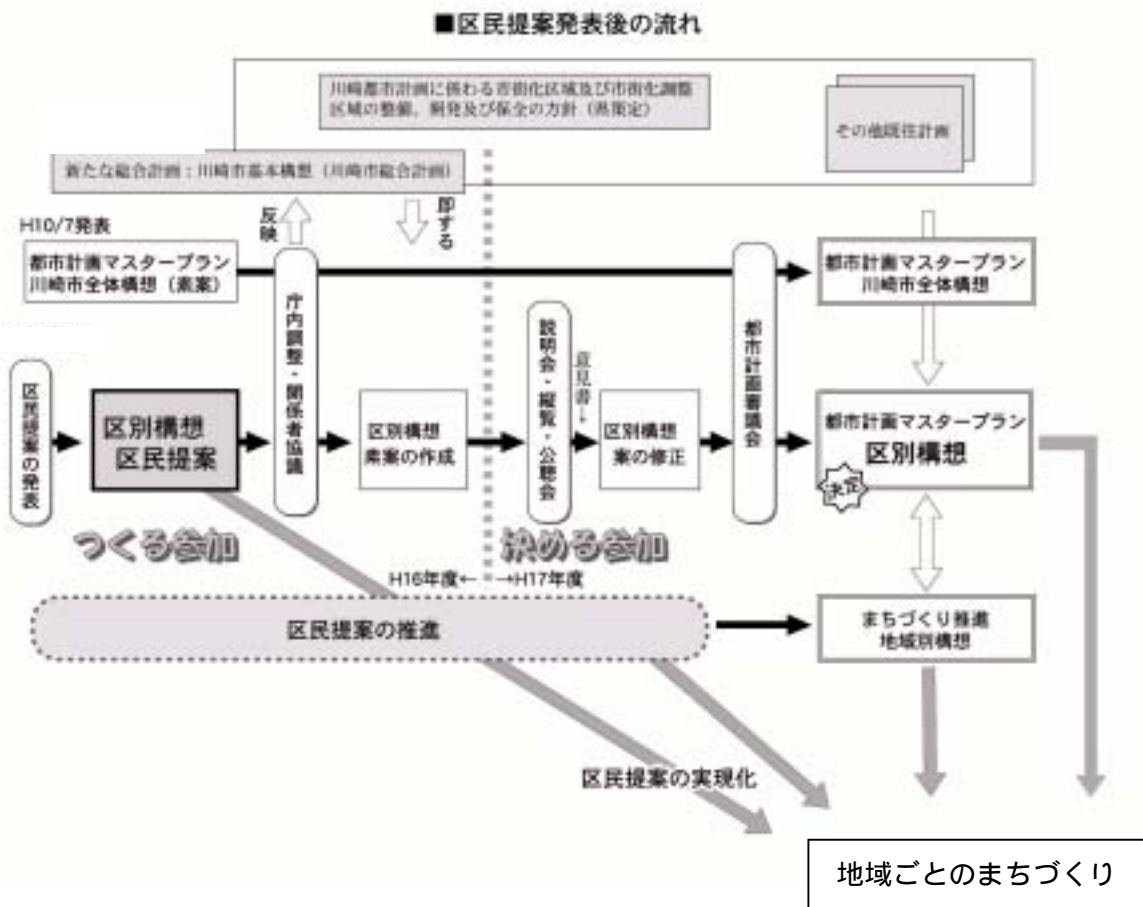 ■区民提案発表後の流れ
川崎都市計画に係わる市街化区域及び市街化調整
区域の整備、開発及び保全の方針（県策定）
その他既往計画
新たな総合計画：川崎市基本構想（川崎市総合計画）
反映
即する
H10/7発表
都市計画マスタープラン
川崎市全体構想（素案）
都市計画マスタープラン
川崎市全体構想
区民提案の発表
区別構想
区民提案
庁内調整・関係者協議
区別構想
素案の作成
説明会・縦覧・公聴会
意見書→
区別構想
案の修正
都市計画審議会
都市計画マスタープラン
区別構想
決定
つくる参加
決める参加
H16年度←
→H17年度
区民提案の推進
まちづくり推進
地域別構想
区民提案の実現化
地域ごとのまちづくり